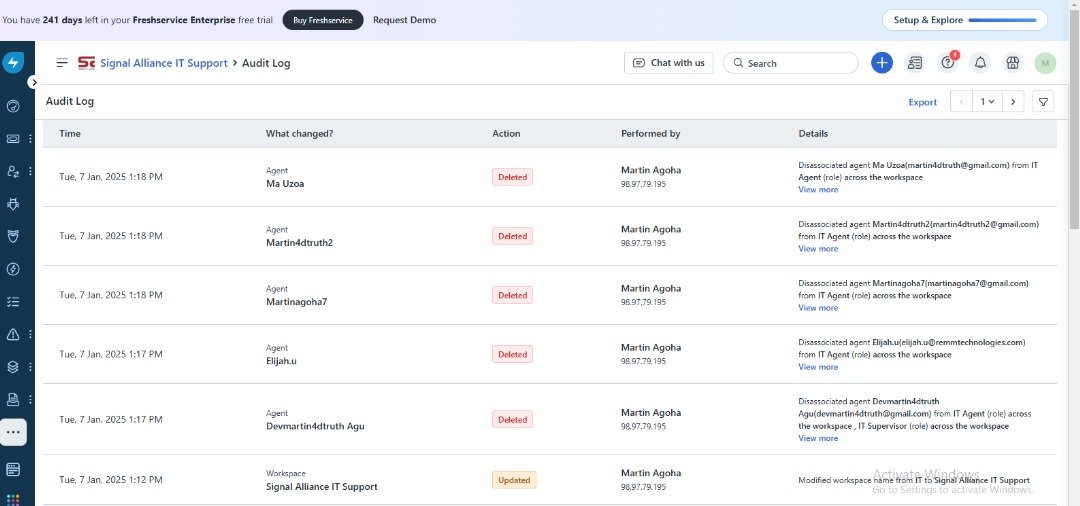 You have 241 days left in your Freshservice Enterprise free trial
Buy Freshservice
Request Demo
Setup & Explore
Signal Alliance IT Support > Audit Log
Chat with us
Search
1
M
Audit Log
Export
1
Time What changed? Action Performed by Details
Tue, 7 Jan, 2025 1:18 PM
Agent
Ma Uzoa
Deleted
Martin Agoha
98.97.79.195
Disassociated agent Ma Uzoa(martin4dtruth@gmail.com) from IT
Agent (role) across the workspace
View more
Tue, 7 Jan, 2025 1:18 PM
Agent
Martin4dtruth2
Deleted
Martin Agoha
98.97.79.195
Disassociated agent Martin4dtruth2(martin4dtruth2@gmail.com)
from IT Agent (role) across the workspace
View more
Tue, 7 Jan, 2025 1:18 PM
Agent
Martinagoha7
Deleted
Martin Agoha
98.97.79.195
Disassociated agent Martinagoha7(martinagoha7@gmail.com)
from IT Agent (role) across the workspace
View more
Tue, 7 Jan, 2025 1:17 PM
Agent
Elijah.u
Deleted
Martin Agoha
98.97.79.195
Disassociated agent Elijah.u(elijah.u@remmtechnologies.com)
from IT Agent (role) across the workspace
View more
Tue, 7 Jan, 2025 1:17 PM
Agent
Devmartin4dtruth Agu
Deleted
Martin Agoha
98.97.79.195
Disassociated agent Devmartin4dtruth
Agu(devmartin4dtruth@gmail.com) from IT Agent (role) across
the workspace , IT Supervisor (role) across the workspace
View more
Tue, 7 Jan, 2025 1:12 PM
Workspace
Signal Alliance IT Support
Updated
Martin Agoha
98.97.79.195
Modified workspace name from IT to Signal Alliance IT Support
Activate Windows
Go to Settings to activate Windows.